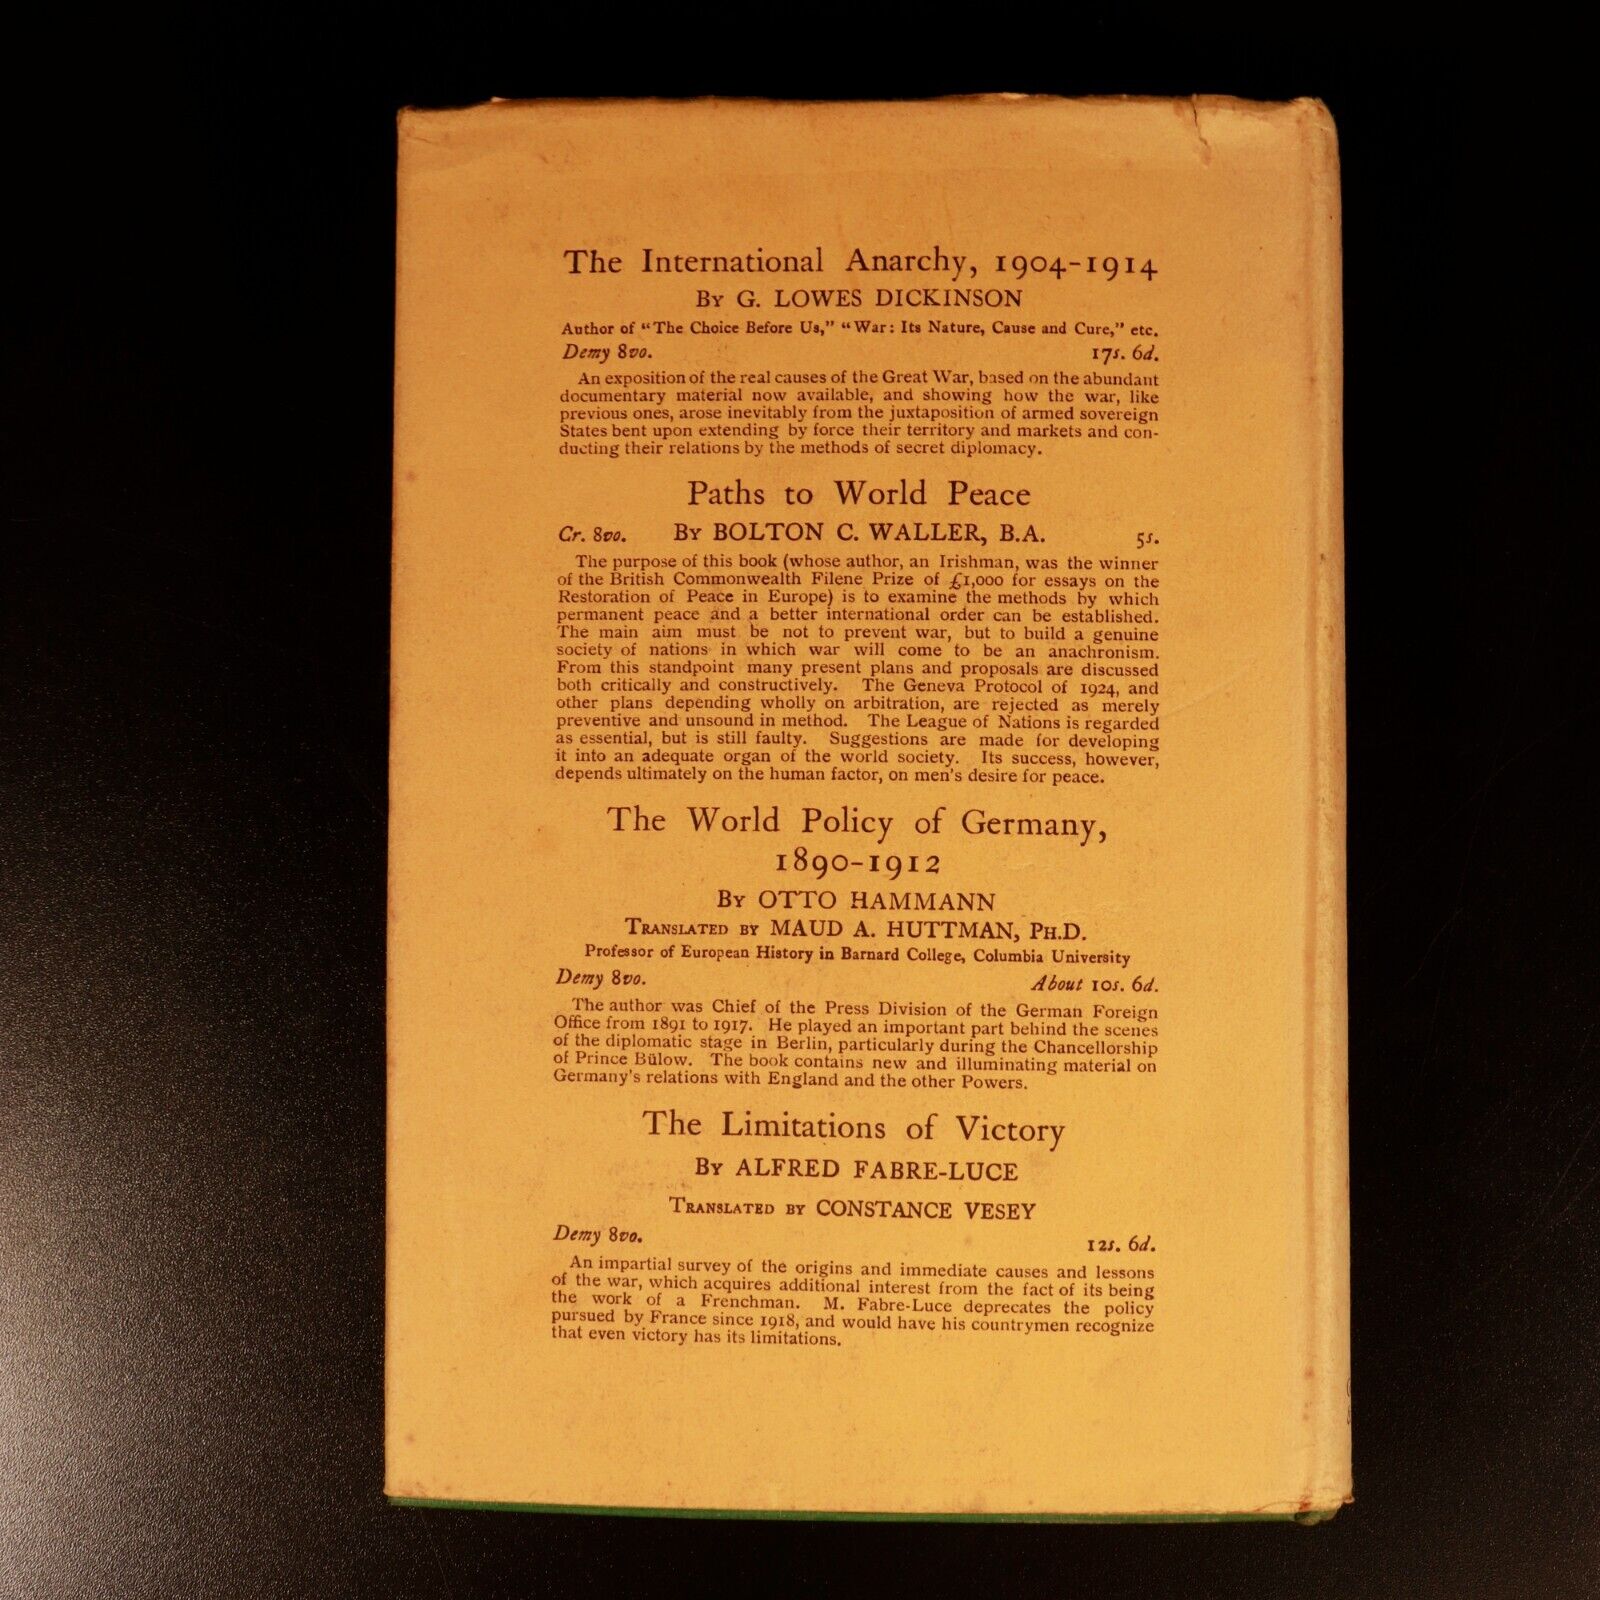 The International Anarchy, 1904-1914
By G. LOWES DICKINSON
Author of "The Choice Before Us," "War: Its Nature, Cause and Cure," etc.
Demy 8vo. 17s. 6d.
An exposition of the real causes of the Great War, based on the abundant
documentary material now available, and showing how the war, like
previous ones, arose inevitably from the juxtaposition of armed sovereign
States bent upon extending by force their territory and markets and con-
ducting their relations by the methods of secret diplomacy.
Paths to World Peace
Cr. 8vo. By BOLTON C. WALLER, B.A. 5s.
The purpose of this book (whose author, an Irishman, was the winner
of the British Commonwealth Filene Prize of £1,000 for essays on the
Restoration of Peace in Europe) is to examine the methods by which
permanent peace and a better international order can be established.
The main aim must be not to prevent war, but to build a genuine
society of nations in which war will come to be an anachronism.
From this standpoint many present plans and proposals are discussed
both critically and constructively. The Geneva Protocol of 1924, and
other plans depending wholly on arbitration, are rejected as merely
preventive and unsound in method. The League of Nations is regarded
as essential, but is still faulty. Suggestions are made for developing
it into an adequate organ of the world society. Its success, however,
depends ultimately on the human factor, on men's desire for peace.
The World Policy of Germany,
1890-1912
By OTTO HAMMANN
Translated by MAUD A. HUTTMAN, Ph.D.
Professor of European History in Barnard College, Columbia University
Demy 8vo. About 10s. 6d.
The author was Chief of the Press Division of the German Foreign
Office from 1891 to 1917. He played an important part behind the scenes
of the diplomatic stage in Berlin, particularly during the Chancellorship
of Prince Bülow. The book contains new and illuminating material on
Germany's relations with England and the other Powers.
The Limitations of Victory
By ALFRED FABRE-LUCE
Translated by CONSTANCE VESEY
Demy 8vo. 12s. 6d.
An impartial survey of the origins and immediate causes and lessons
of the war, which acquires additional interest from the fact of its being
the work of a Frenchman. M. Fabre-Luce deprecates the policy
pursued by France since 1918, and would have his countrymen recognize
that even victory has its limitations.